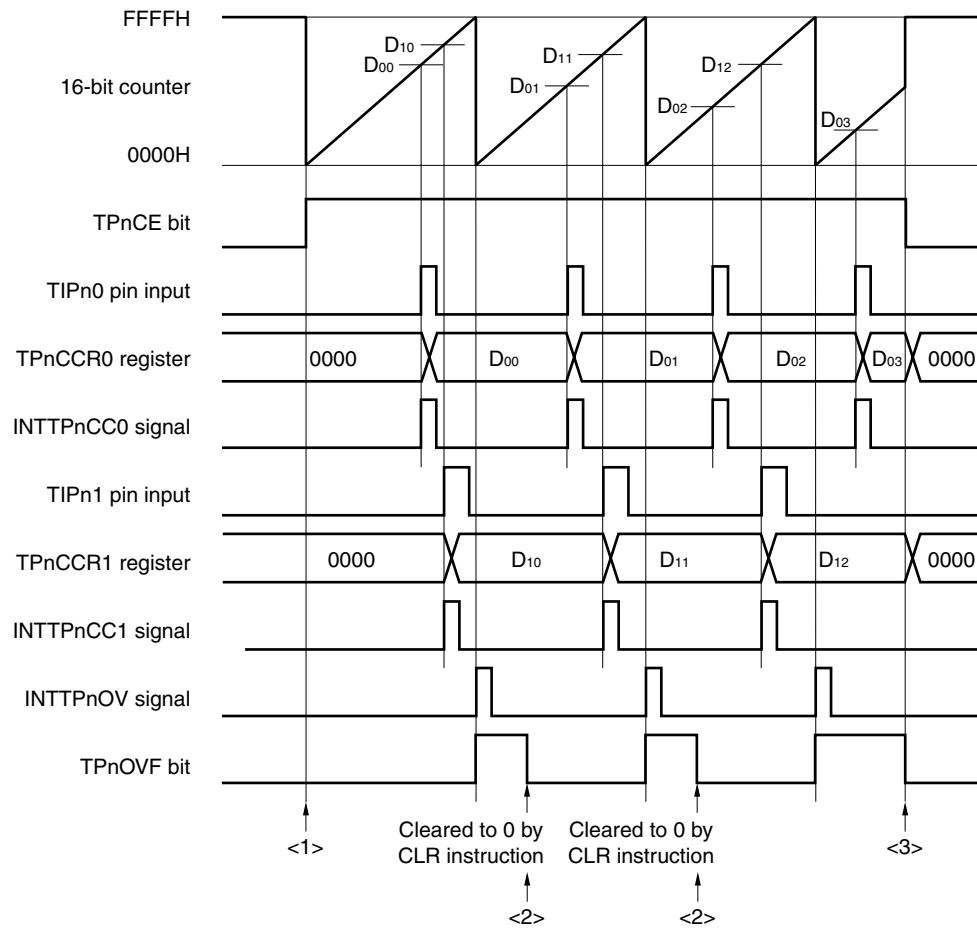 FFFFH
D10
D11
D00
D12
16-bit counter
D01
D02
D03
0000H
TPnCE bit
TIPn0 pin input
TPnCCR0 register
0000
D00
D01
D02
D03
0000
INTTPnCC0 signal
TIPn1 pin input
TPnCCR1 register
0000
D10
D11
D12
0000
INTTPnCC1 signal
INTTPnOV signal
TPnOVF bit
<1>
Cleared to 0 by
CLR instruction
Cleared to 0 by
CLR instruction
<3>
<2>
<2>